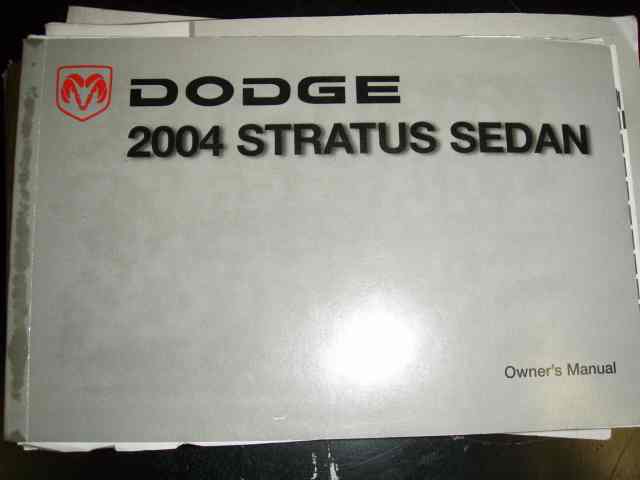 DODGE
2004 STRATUS SEDAN
Owner's Manual